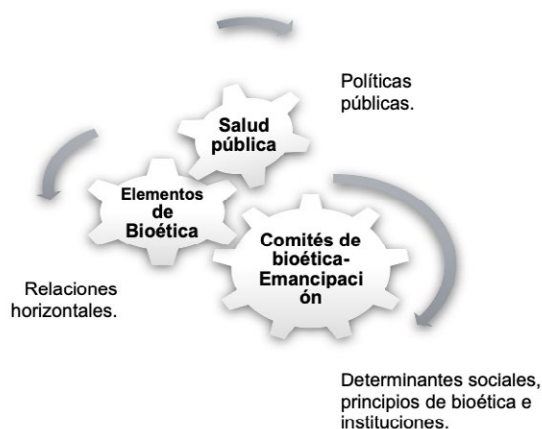 Políticas
públicas.
Salud
pública
Elementos
de
Bioética
Comités de
bioética-
Emancipaci
ón
Relaciones
horizontales.
Determinantes sociales,
principios de bioética e
instituciones.